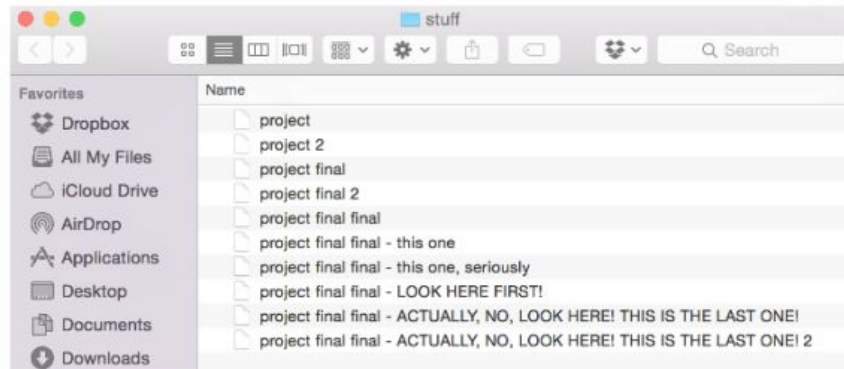 stuff
Search
Favorites
Dropbox
All My Files
iCloud Drive
AirDrop
Applications
Desktop
Documents
Downloads
Name
project
project 2
project final
project final 2
project final final
project final final - this one
project final final - this one, seriously
project final final - LOOK HERE FIRST!
project final final - ACTUALLY, NO, LOOK HERE! THIS IS THE LAST ONE!
project final final - ACTUALLY, NO, LOOK HERE! THIS IS THE LAST ONE! 2